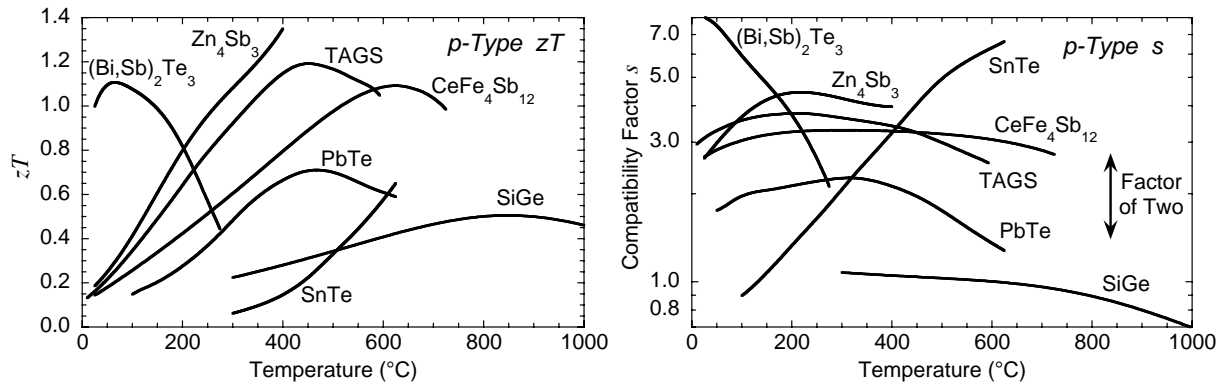 1.4
1.2
1.0
0.8
0.6
0.4
0.2
0.0
zT
0
200
400
600
800
1000
Temperature (°C)
p-Type zT
(Bi,Sb)₂Te₃
Zn₄Sb₃
TAGS
CeFe₄Sb₁₂
PbTe
SiGe
SnTe
7.0
5.0
3.0
1.0
0.8
Compatibility Factor s
0
200
400
600
800
1000
Temperature (°C)
p-Type s
(Bi,Sb)₂Te₃
SnTe
Zn₄Sb₃
CeFe₄Sb₁₂
TAGS
Factor
of Two
PbTe
SiGe